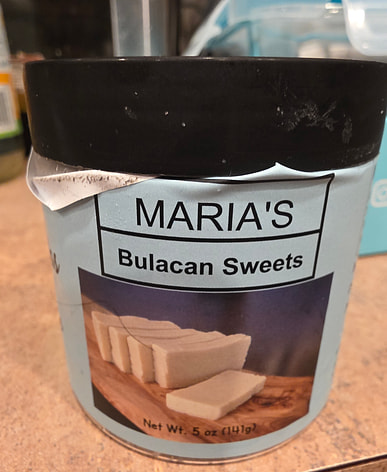 MARIA'S
Bulacan Sweets
Net Wt. 5 oz (141g)